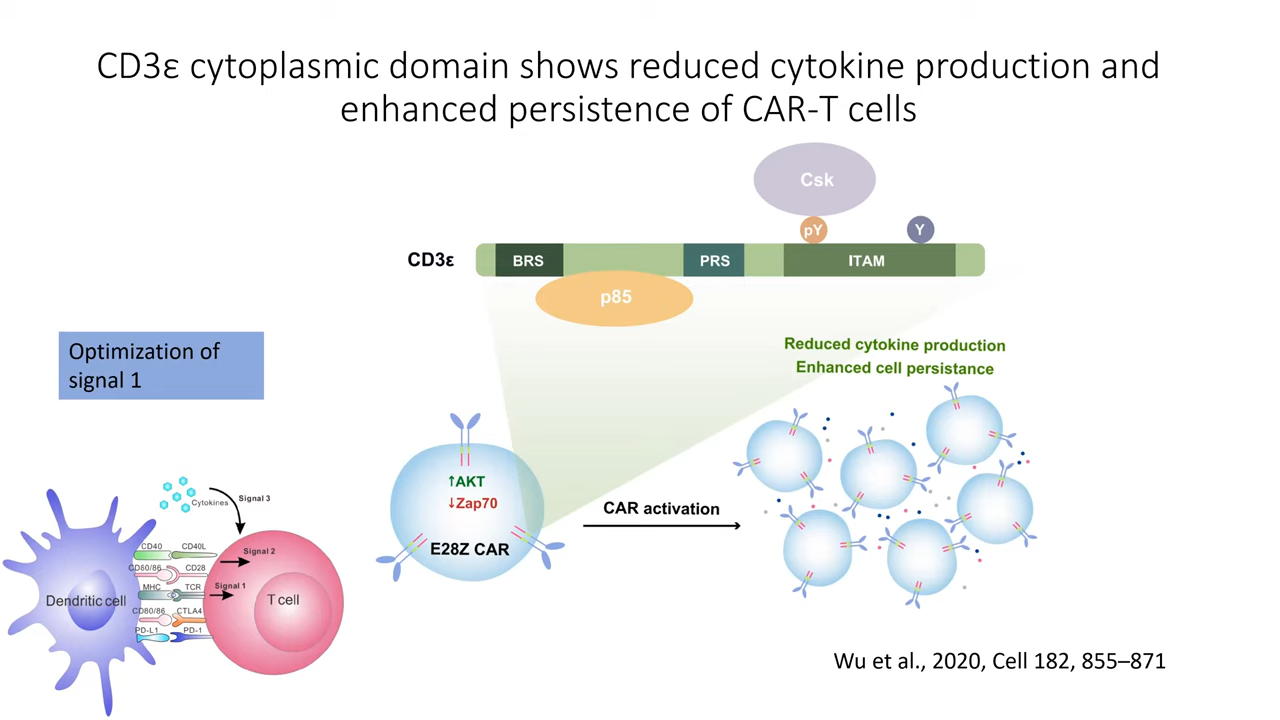 CD3ε cytoplasmic domain shows reduced cytokine production and
enhanced persistence of CAR-T cells
Csk
pY
Y
CD3ε
BRS
PRS
ITAM
p85
Optimization of
signal 1
Reduced cytokine production
Enhanced cell persistance
↑AKT
↓Zap70
E28Z CAR
CAR activation
Cytokines
Signal 3
CD40
CD40L
Signal 2
CD80/86
CD28
MHC
TCR
Signal 1
Dendritic cell
T cell
CD80/86
CTLA4
PD-L1
PD-1
Wu et al., 2020, Cell 182, 855–871